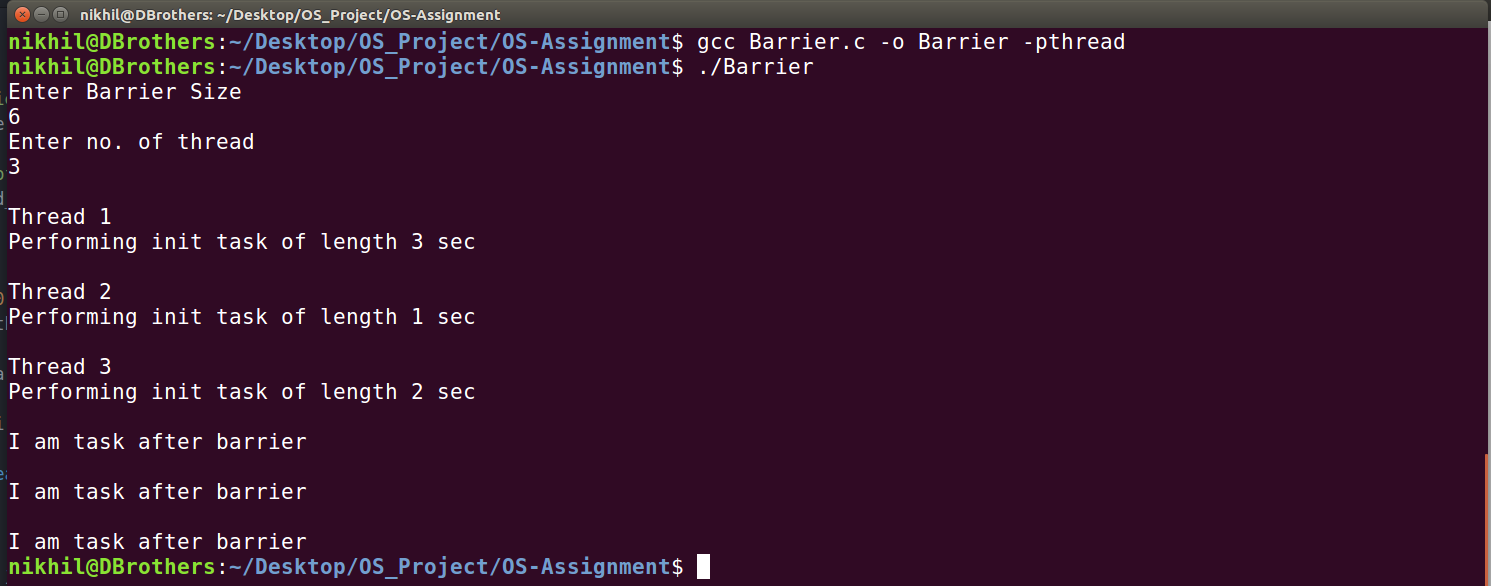 nikhil@DBrothers: ~/Desktop/OS_Project/OS-Assignment
nikhil@DBrothers:~/Desktop/OS_Project/OS-Assignment$ gcc Barrier.c -o Barrier -pthread
nikhil@DBrothers:~/Desktop/OS_Project/OS-Assignment$ ./Barrier
Enter Barrier Size
6
Enter no. of thread
3
Thread 1
Performing init task of length 3 sec
Thread 2
Performing init task of length 1 sec
Thread 3
Performing init task of length 2 sec
I am task after barrier
I am task after barrier
I am task after barrier
nikhil@DBrothers:~/Desktop/OS_Project/OS-Assignment$